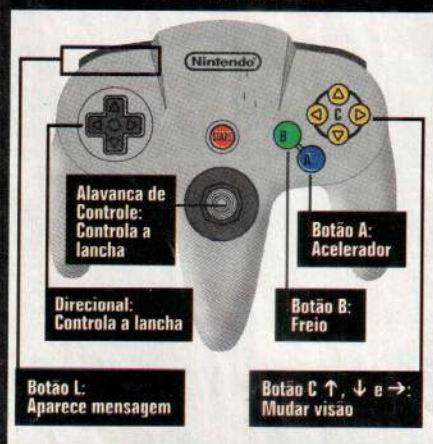 Nintendo
START
C
B
A
Alavanca de
Controle:
Controla a
lancha
Botão A:
Acelerador
Direcional:
Controla a lancha
Botão B:
Freio
Botão L:
Aparece mensagem
Botão C ↑, ↓ e →:
Mudar visão